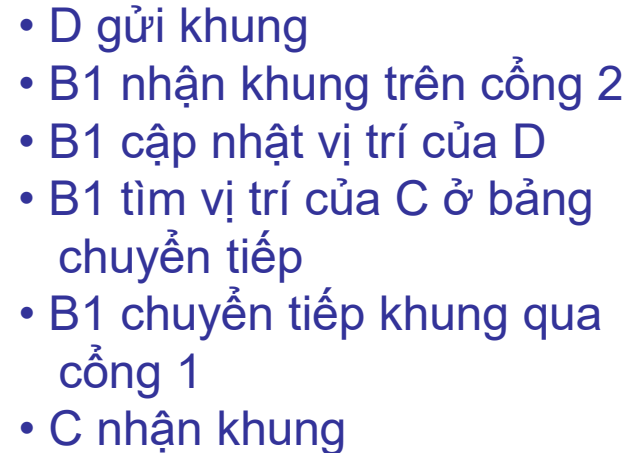 • D gửi khung
• B1 nhận khung trên cổng 2
• B1 cập nhật vị trí của D
• B1 tìm vị trí của C ở bảng
chuyển tiếp
• B1 chuyển tiếp khung qua
cổng 1
• C nhận khung